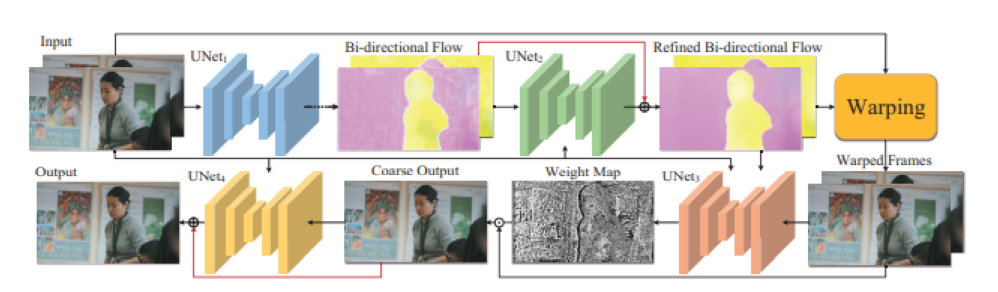 Input
UNet1
Bi-directional Flow
UNet2
Refined Bi-directional Flow
Warping
Output
UNet4
Coarse Output
Weight Map
UNet3
Warped Frames